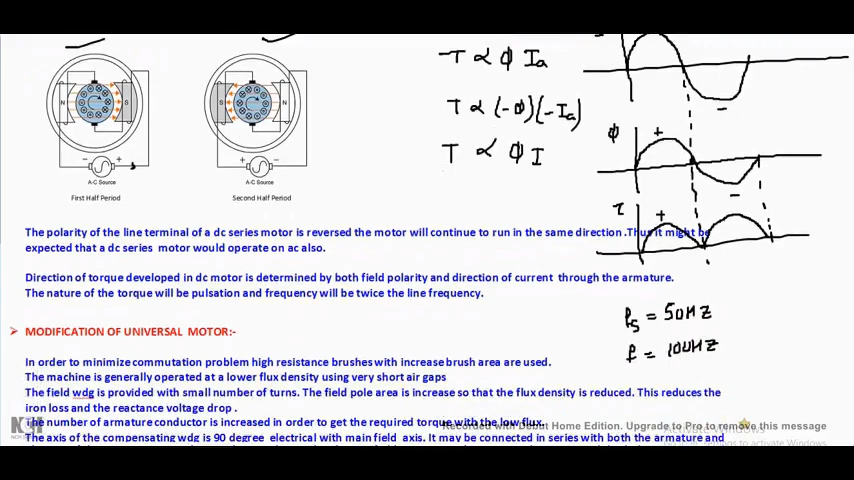 -T ∝ φ Ia
T ∝ (-φ)(-Ia)
T ∝ φ I
-
φ
+
-
τ
+
N
S
S
N
-
+
-
+
A-C Source
A-C Source
First Half Period
Second Half Period
The polarity of the line terminal of a dc series motor is reversed the motor will continue to run in the same direction .Thus it might be
expected that a dc series motor would operate on ac also.
Direction of torque developed in dc motor is determined by both field polarity and direction of current through the armature.
The nature of the torque will be pulsation and frequency will be twice the line frequency.
fs = 50HZ
f = 100HZ
MODIFICATION OF UNIVERSAL MOTOR:-
In order to minimize commutation problem high resistance brushes with increase brush area are used.
The machine is generally operated at a lower flux density using very short air gaps
The field wdg is provided with small number of turns. The field pole area is increase so that the flux density is reduced. This reduces the
iron loss and the reactance voltage drop .
The number of armature conductor is increased in order to get the required torque with the low flux.
Recorded with Debut Home Edition. Upgrade to Pro to remove this message
Activate Windows
The axis of the compensating wdg is 90 degree electrical with main field axis. It may be connected in series with both the armature and
settings to activate Windows.